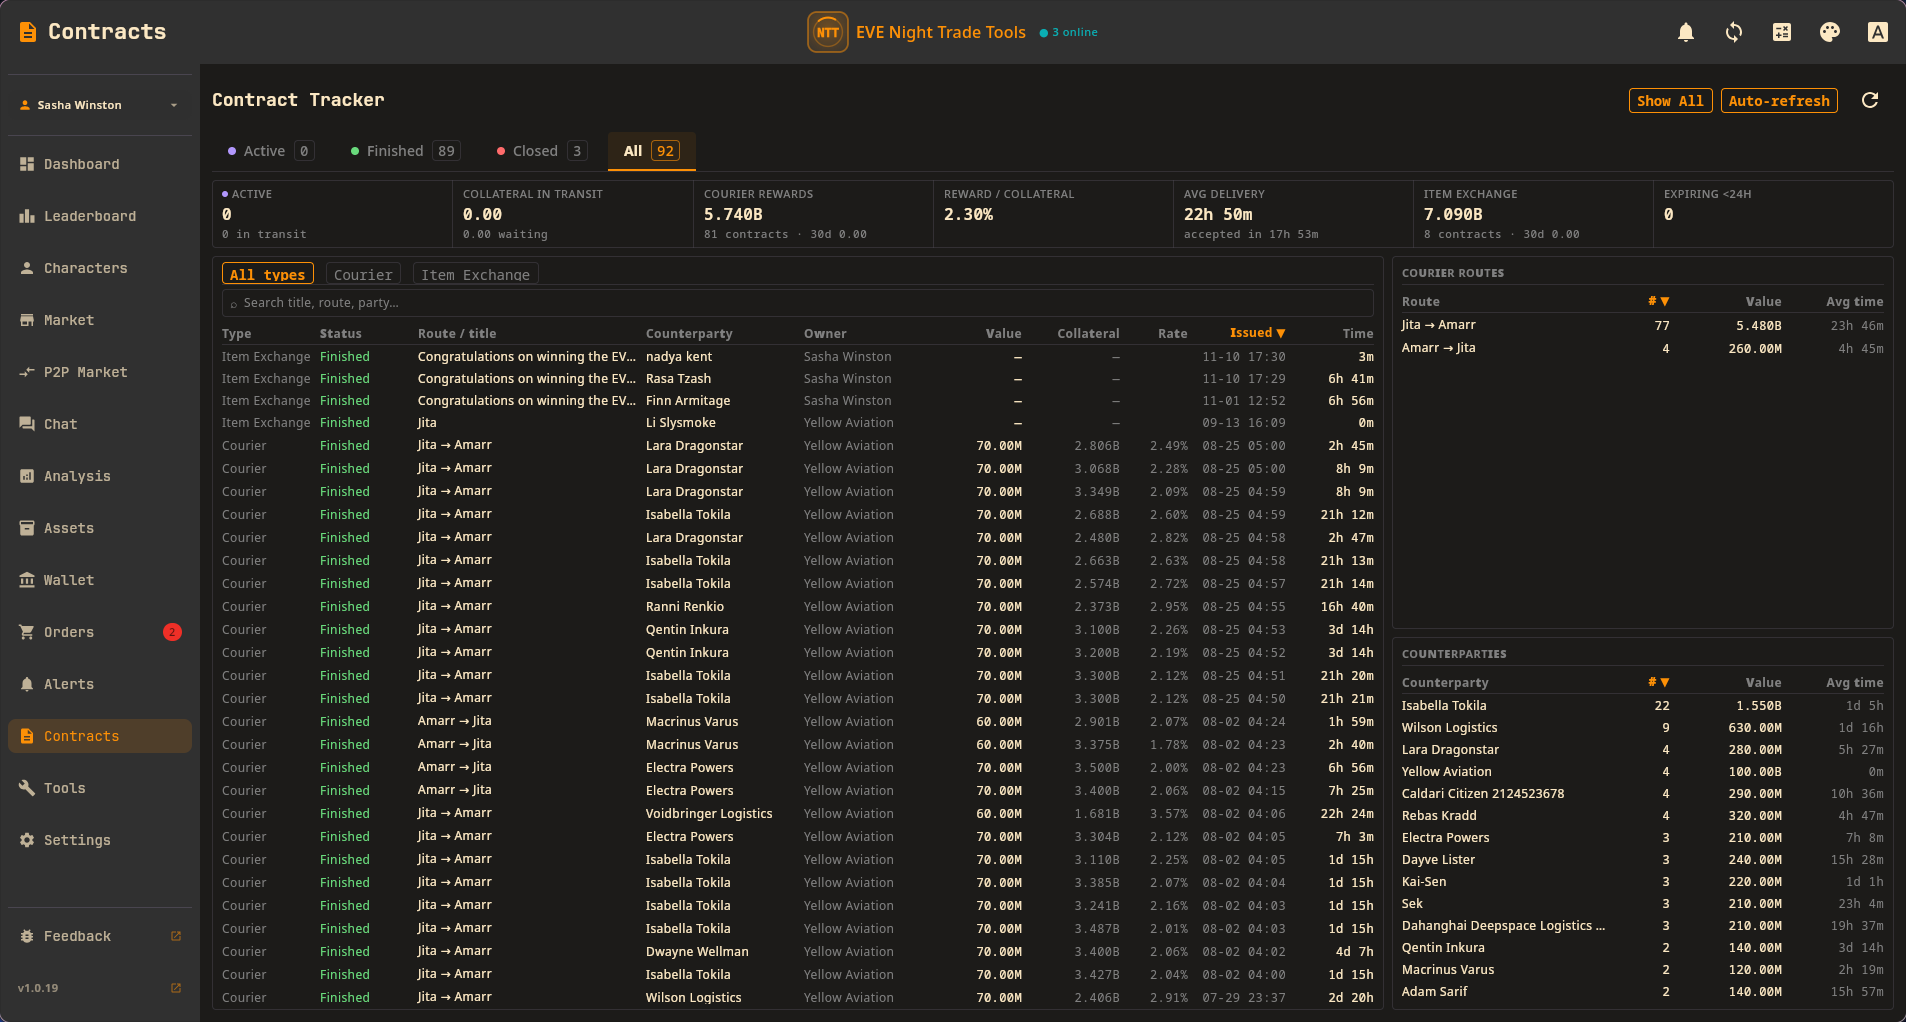 Contracts
NTT EVE Night Trade Tools 3 online
Sasha Winston
Dashboard
Leaderboard
Characters
Market
P2P Market
Chat
Analysis
Assets
Wallet
Orders 2
Alerts
Contracts
Tools
Settings
Feedback
v1.0.19
Contract Tracker
Show All Auto-refresh
Active 0 Finished 89 Closed 3 All 92
ACTIVE
0
0 in transit
COLLATERAL IN TRANSIT
0.00
0.00 waiting
COURIER REWARDS
5.740B
81 contracts · 30d 0.00
REWARD / COLLATERAL
2.30%
AVG DELIVERY
22h 50m
accepted in 17h 53m
ITEM EXCHANGE
7.090B
8 contracts · 30d 0.00
EXPIRING <24H
0
All types Courier Item Exchange
Search title, route, party...
Type Status Route / title Counterparty Owner Value Collateral Rate Issued ▼ Time
Item Exchange Finished Congratulations on winning the EV... nadya kent Sasha Winston — — 11-10 17:30 3m
Item Exchange Finished Congratulations on winning the EV... Rasa Tzash Sasha Winston — — 11-10 17:29 6h 41m
Item Exchange Finished Congratulations on winning the EV... Finn Armitage Sasha Winston — — 11-01 12:52 6h 56m
Item Exchange Finished Jita Li Slysmoke Yellow Aviation — — 09-13 16:09 0m
Courier Finished Jita → Amarr Lara Dragonstar Yellow Aviation 70.00M 2.806B 2.49% 08-25 05:00 2h 45m
Courier Finished Jita → Amarr Lara Dragonstar Yellow Aviation 70.00M 3.068B 2.28% 08-25 05:00 8h 9m
Courier Finished Jita → Amarr Lara Dragonstar Yellow Aviation 70.00M 3.349B 2.09% 08-25 04:59 8h 9m
Courier Finished Jita → Amarr Isabella Tokila Yellow Aviation 70.00M 2.688B 2.60% 08-25 04:59 21h 12m
Courier Finished Jita → Amarr Lara Dragonstar Yellow Aviation 70.00M 2.480B 2.82% 08-25 04:58 2h 47m
Courier Finished Jita → Amarr Isabella Tokila Yellow Aviation 70.00M 2.663B 2.63% 08-25 04:58 21h 13m
Courier Finished Jita → Amarr Isabella Tokila Yellow Aviation 70.00M 2.574B 2.72% 08-25 04:57 21h 14m
Courier Finished Jita → Amarr Ranni Renkio Yellow Aviation 70.00M 2.373B 2.95% 08-25 04:55 16h 40m
Courier Finished Jita → Amarr Qentin Inkura Yellow Aviation 70.00M 3.100B 2.26% 08-25 04:53 3d 14h
Courier Finished Jita → Amarr Qentin Inkura Yellow Aviation 70.00M 3.200B 2.19% 08-25 04:52 3d 14h
Courier Finished Jita → Amarr Isabella Tokila Yellow Aviation 70.00M 3.300B 2.12% 08-25 04:51 21h 20m
Courier Finished Jita → Amarr Isabella Tokila Yellow Aviation 70.00M 3.300B 2.12% 08-25 04:50 21h 21m
Courier Finished Amarr → Jita Macrinus Varus Yellow Aviation 60.00M 2.901B 2.07% 08-02 04:24 1h 59m
Courier Finished Amarr → Jita Macrinus Varus Yellow Aviation 60.00M 3.375B 1.78% 08-02 04:23 2h 40m
Courier Finished Amarr → Jita Electra Powers Yellow Aviation 70.00M 3.500B 2.00% 08-02 04:23 6h 56m
Courier Finished Amarr → Jita Electra Powers Yellow Aviation 70.00M 3.400B 2.06% 08-02 04:15 7h 25m
Courier Finished Jita → Amarr Voidbringer Logistics Yellow Aviation 60.00M 1.681B 3.57% 08-02 04:06 22h 24m
Courier Finished Jita → Amarr Electra Powers Yellow Aviation 70.00M 3.304B 2.12% 08-02 04:05 7h 3m
Courier Finished Jita → Amarr Isabella Tokila Yellow Aviation 70.00M 3.110B 2.25% 08-02 04:05 1d 15h
Courier Finished Jita → Amarr Isabella Tokila Yellow Aviation 70.00M 3.385B 2.07% 08-02 04:04 1d 15h
Courier Finished Jita → Amarr Isabella Tokila Yellow Aviation 70.00M 3.241B 2.16% 08-02 04:03 1d 15h
Courier Finished Jita → Amarr Isabella Tokila Yellow Aviation 70.00M 3.487B 2.01% 08-02 04:03 1d 15h
Courier Finished Jita → Amarr Dwayne Wellman Yellow Aviation 70.00M 3.400B 2.06% 08-02 04:02 4d 7h
Courier Finished Jita → Amarr Isabella Tokila Yellow Aviation 70.00M 3.427B 2.04% 08-02 04:00 1d 15h
Courier Finished Jita → Amarr Wilson Logistics Yellow Aviation 70.00M 2.406B 2.91% 07-29 23:37 2d 20h
COURIER ROUTES
Route # ▼ Value Avg time
Jita → Amarr 77 5.480B 23h 46m
Amarr → Jita 4 260.00M 4h 45m
COUNTERPARTIES
Counterparty # ▼ Value Avg time
Isabella Tokila 22 1.550B 1d 5h
Wilson Logistics 9 630.00M 1d 16h
Lara Dragonstar 4 280.00M 5h 27m
Yellow Aviation 4 100.00B 0m
Caldari Citizen 2124523678 4 290.00M 10h 36m
Rebas Kradd 4 320.00M 4h 47m
Electra Powers 3 210.00M 7h 8m
Dayve Lister 3 240.00M 15h 28m
Kai-Sen 3 220.00M 1d 1h
Sek 3 210.00M 23h 4m
Dahanghai Deepspace Logistics ... 3 210.00M 19h 37m
Qentin Inkura 2 140.00M 3d 14h
Macrinus Varus 2 120.00M 2h 19m
Adam Sarif 2 140.00M 15h 57m